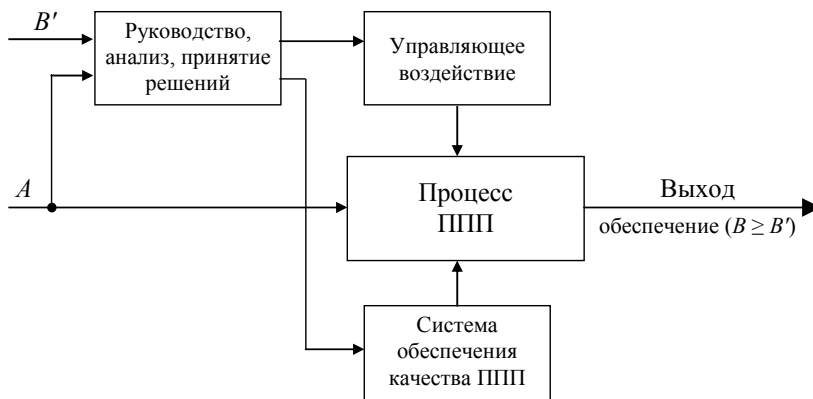 B′
Руководство,
анализ, принятие
решений
Управляющее
воздействие
A
Процесс
ППП
Выход
обеспечение (B ≥ B′)
Система
обеспечения
качества ППП